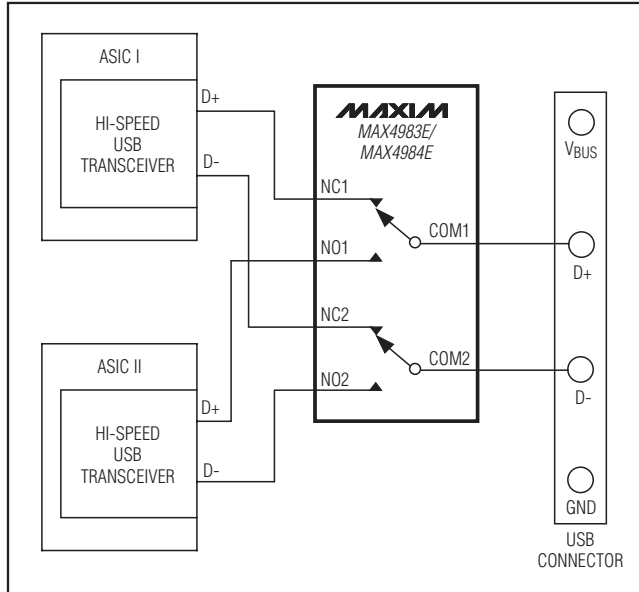 ASIC I
HI-SPEED
USB
TRANSCEIVER
D+
D-
MAXIM
MAX4983E/
MAX4984E
NC1
NO1
NC2
NO2
COM1
COM2
VBUS
D+
D-
GND
USB
CONNECTOR
ASIC II
HI-SPEED
USB
TRANSCEIVER
D+
D-